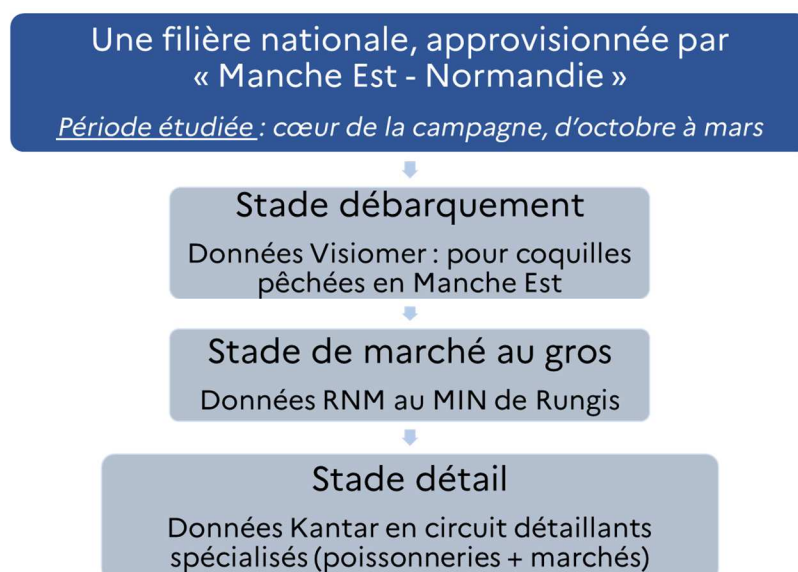 Une filière nationale, approvisionnée par
« Manche Est - Normandie »
Période étudiée : cœur de la campagne, d’octobre à mars
Stade débarquement
Données Visiomer : pour coquilles
pêchées en Manche Est
Stade de marché au gros
Données RNM au MIN de Rungis
Stade détail
Données Kantar en circuit détaillants
spécialisés (poissonneries + marchés)